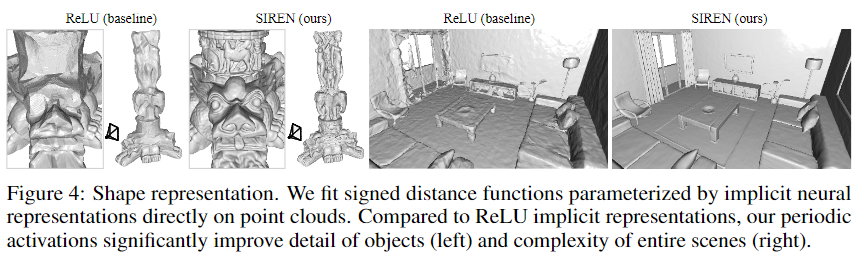 ReLU (baseline) SIREN (ours) ReLU (baseline) SIREN (ours)
Figure 4: Shape representation. We fit signed distance functions parameterized by implicit neural
representations directly on point clouds. Compared to ReLU implicit representations, our periodic
activations significantly improve detail of objects (left) and complexity of entire scenes (right).